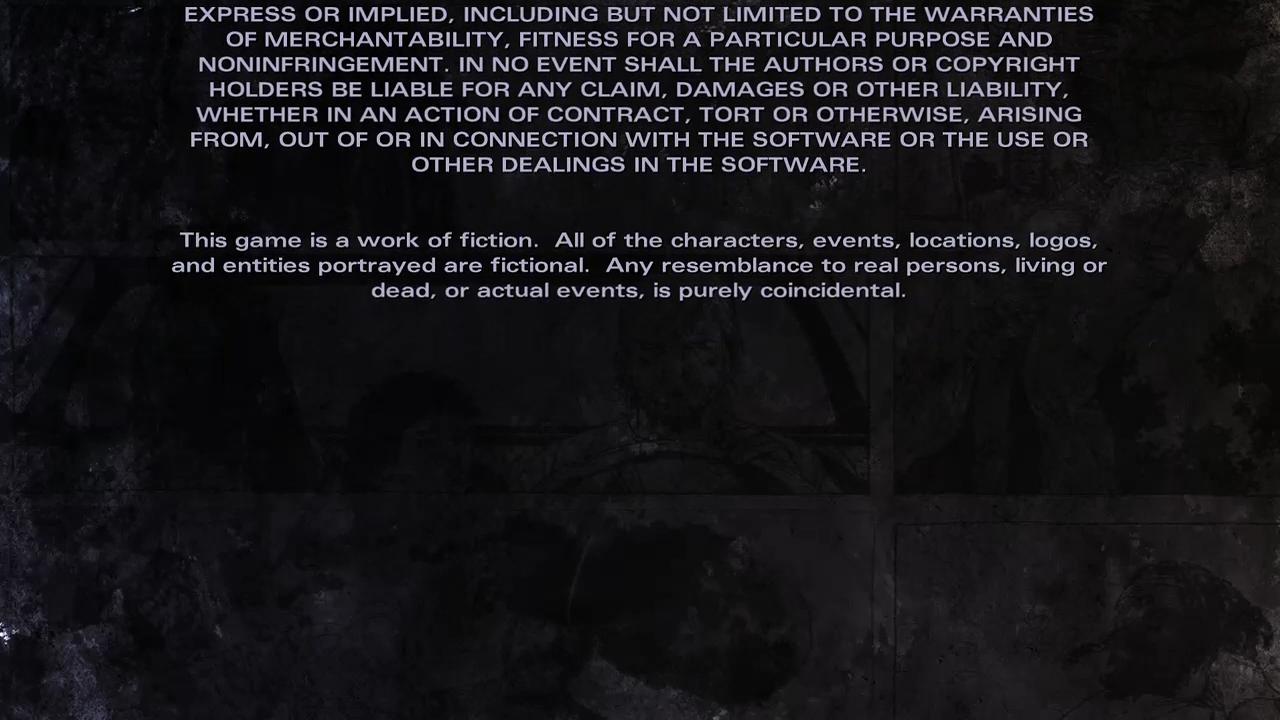 EXPRESS OR IMPLIED, INCLUDING BUT NOT LIMITED TO THE WARRANTIES
OF MERCHANTABILITY, FITNESS FOR A PARTICULAR PURPOSE AND
NONINFRINGEMENT. IN NO EVENT SHALL THE AUTHORS OR COPYRIGHT
HOLDERS BE LIABLE FOR ANY CLAIM, DAMAGES OR OTHER LIABILITY,
WHETHER IN AN ACTION OF CONTRACT, TORT OR OTHERWISE, ARISING
FROM, OUT OF OR IN CONNECTION WITH THE SOFTWARE OR THE USE OR
OTHER DEALINGS IN THE SOFTWARE.
This game is a work of fiction.  All of the characters, events, locations, logos,
and entities portrayed are fictional.  Any resemblance to real persons, living or
dead, or actual events, is purely coincidental.